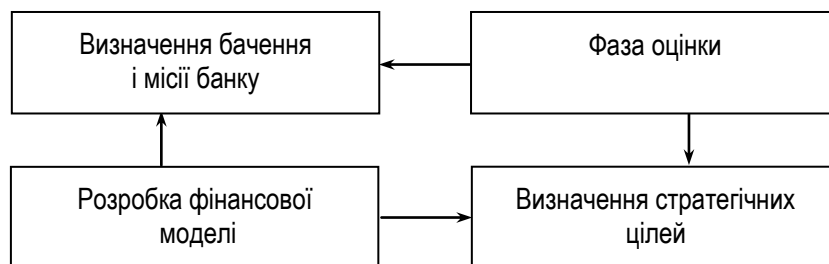 Визначення бачення
і місії банку
Фаза оцінки
Розробка фінансової
моделі
Визначення стратегічних
цілей